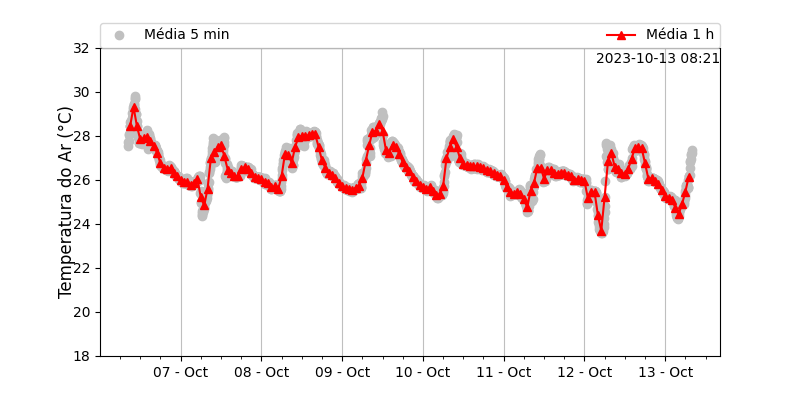 Média 5 min
Média 1 h
2023-10-13 08:21
Temperatura do Ar (°C)
32
30
28
26
24
22
20
18
07 - Oct
08 - Oct
09 - Oct
10 - Oct
11 - Oct
12 - Oct
13 - Oct